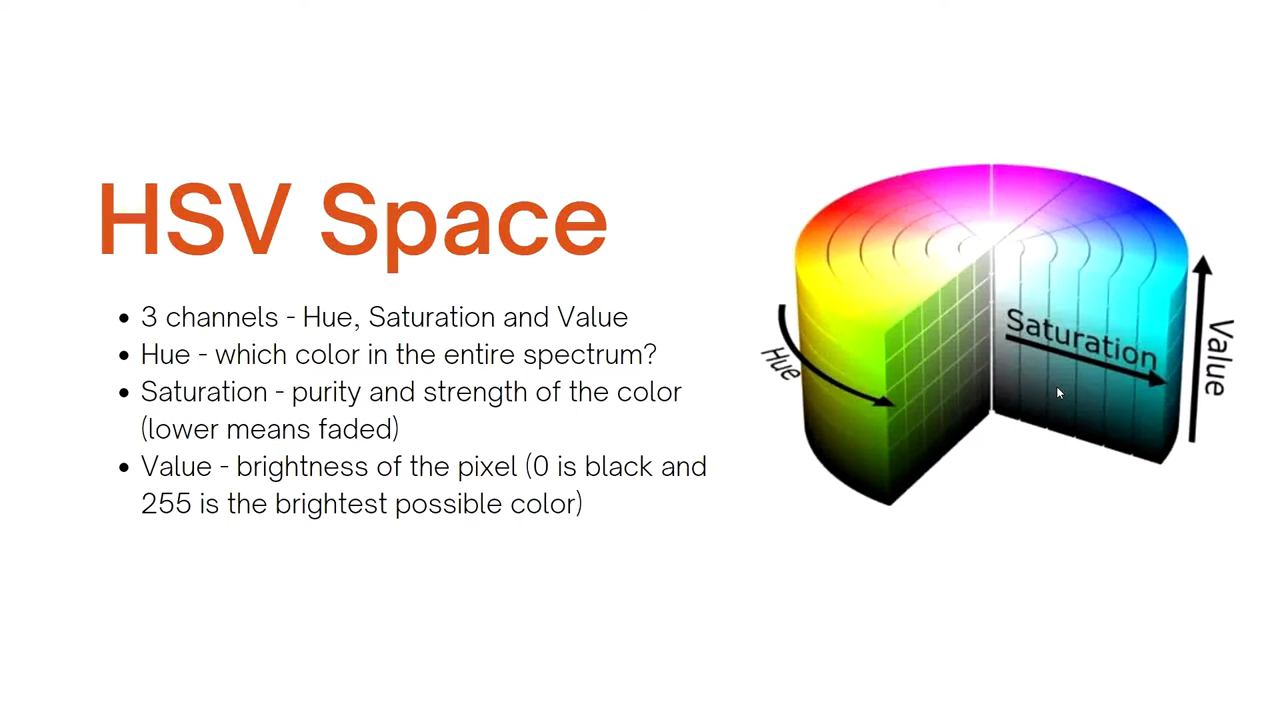 HSV Space
• 3 channels - Hue, Saturation and Value
• Hue - which color in the entire spectrum?
• Saturation - purity and strength of the color
(lower means faded)
• Value - brightness of the pixel (0 is black and
255 is the brightest possible color)
Hue
Saturation
Value